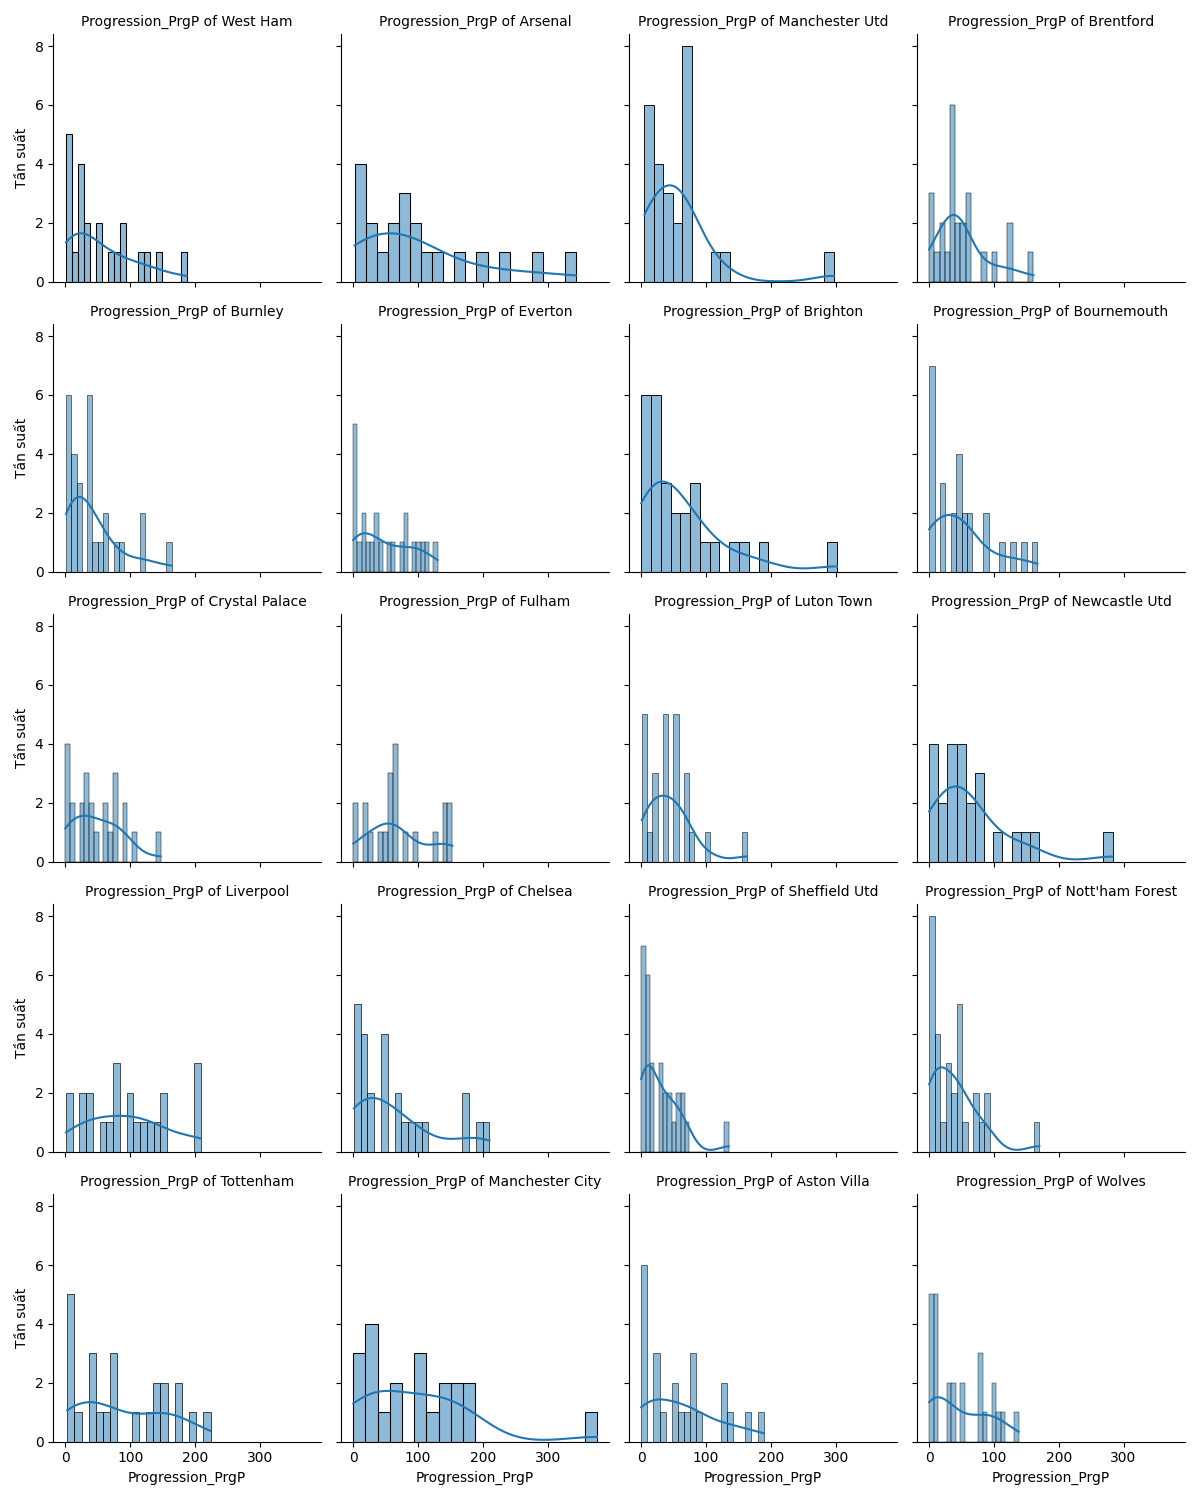 Progression_PrgP of West Ham
Progression_PrgP of Arsenal
Progression_PrgP of Manchester Utd
Progression_PrgP of Brentford
8
6
4
2
0
Tần suất
Progression_PrgP of Burnley
Progression_PrgP of Everton
Progression_PrgP of Brighton
Progression_PrgP of Bournemouth
8
6
4
2
0
Tần suất
Progression_PrgP of Crystal Palace
Progression_PrgP of Fulham
Progression_PrgP of Luton Town
Progression_PrgP of Newcastle Utd
8
6
4
2
0
Tần suất
Progression_PrgP of Liverpool
Progression_PrgP of Chelsea
Progression_PrgP of Sheffield Utd
Progression_PrgP of Nott'ham Forest
8
6
4
2
0
Tần suất
Progression_PrgP of Tottenham
Progression_PrgP of Manchester City
Progression_PrgP of Aston Villa
Progression_PrgP of Wolves
8
6
4
2
0
Tần suất
0 100 200 300
0 100 200 300
0 100 200 300
0 100 200 300
Progression_PrgP
Progression_PrgP
Progression_PrgP
Progression_PrgP